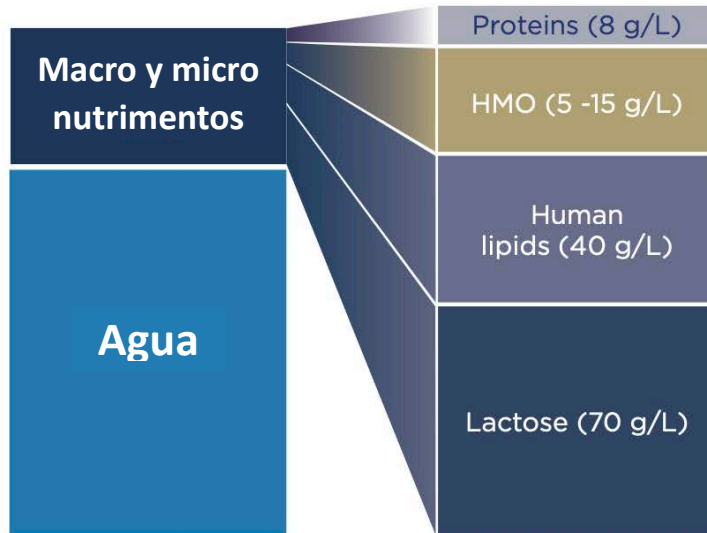 Macro y micro
nutrimentos
Agua
Proteins (8 g/L)
HMO (5 -15 g/L)
Human
lipids (40 g/L)
Lactose (70 g/L)